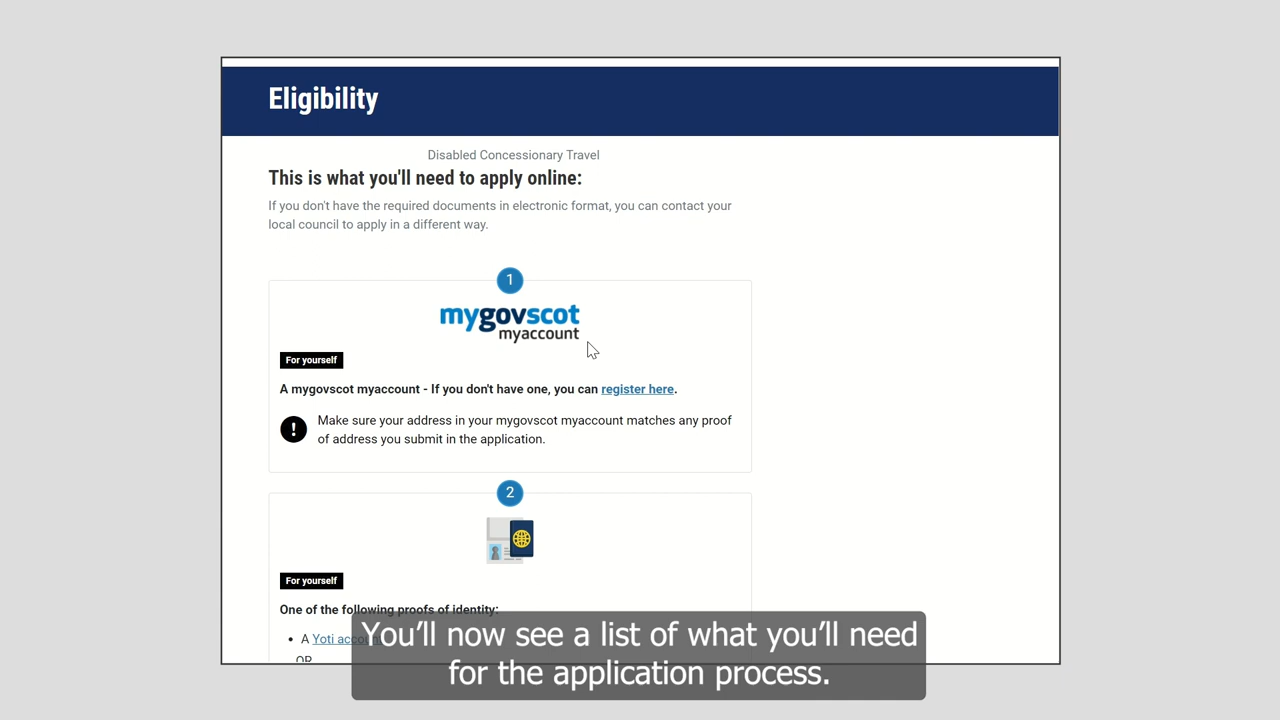 Eligibility
Disabled Concessionary Travel
This is what you'll need to apply online:
If you don't have the required documents in electronic format, you can contact your
local council to apply in a different way.
1
mygovscot
myaccount
For yourself
A mygovscot myaccount - If you don't have one, you can register here.
! Make sure your address in your mygovscot myaccount matches any proof
of address you submit in the application.
2
For yourself
One of the following proofs of identity:
• A Yoti account
OR
You’ll now see a list of what you’ll need
for the application process.